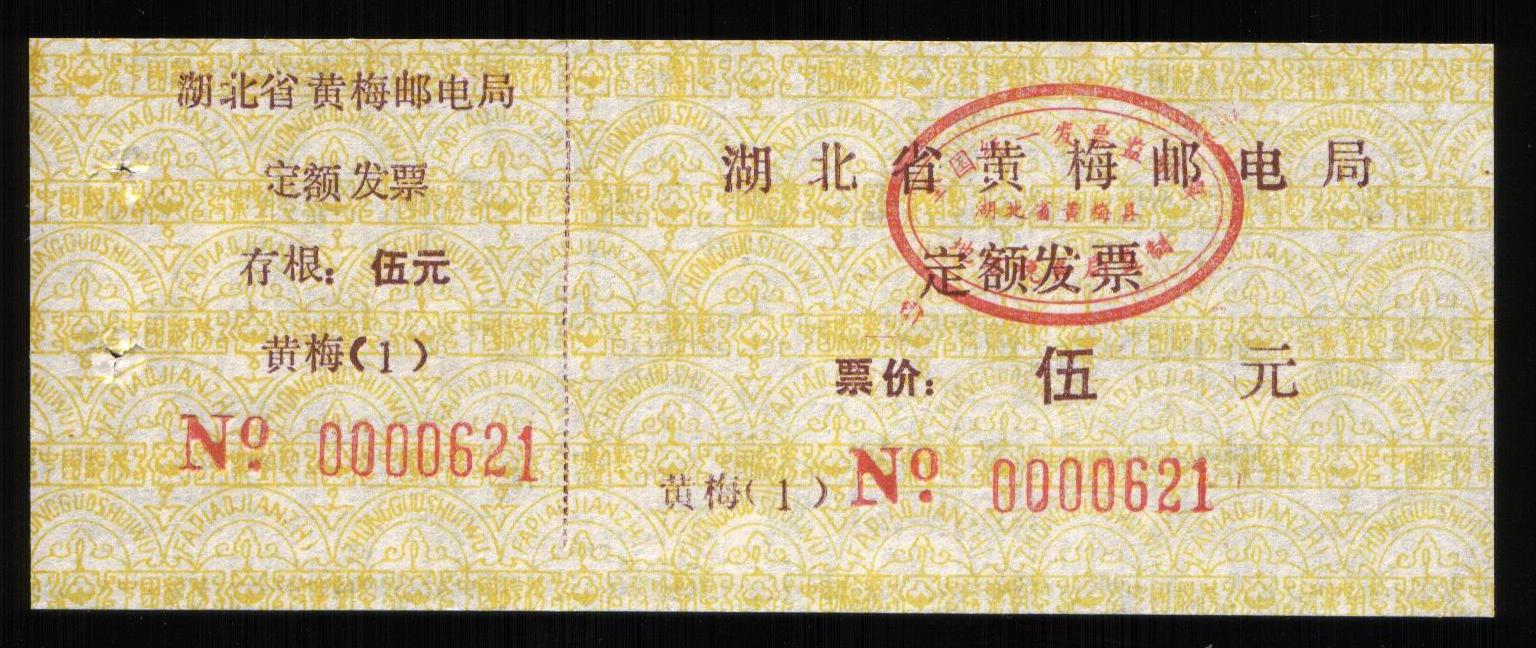 湖北省黄梅邮电局
定额发票
存根：伍元
黄梅(1)
№ 0000621
湖北省黄梅邮电局
定额发票
湖北省黄梅县
票价：伍 元
黄梅(1) № 0000621
ZHONGGUOSHUIWU
FAPIAOJIANZHI